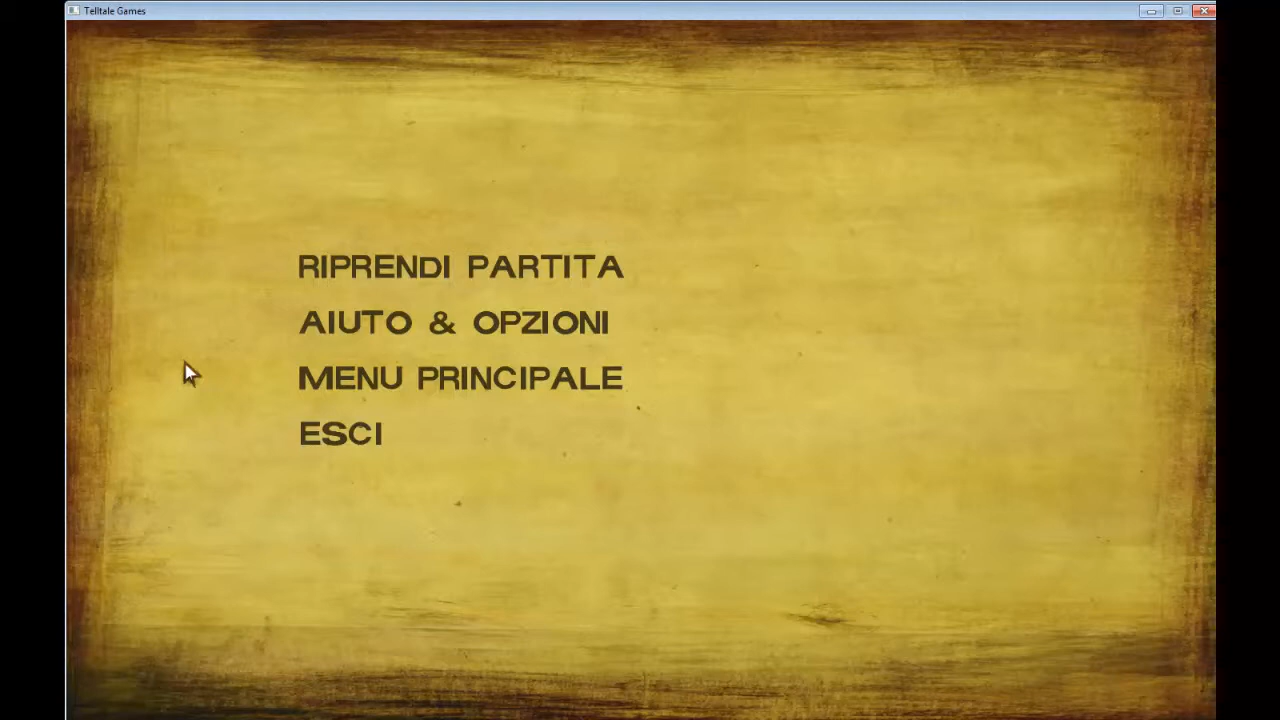 Telltale Games
RIPRENDI PARTITA
AIUTO & OPZIONI
MENU PRINCIPALE
ESCI